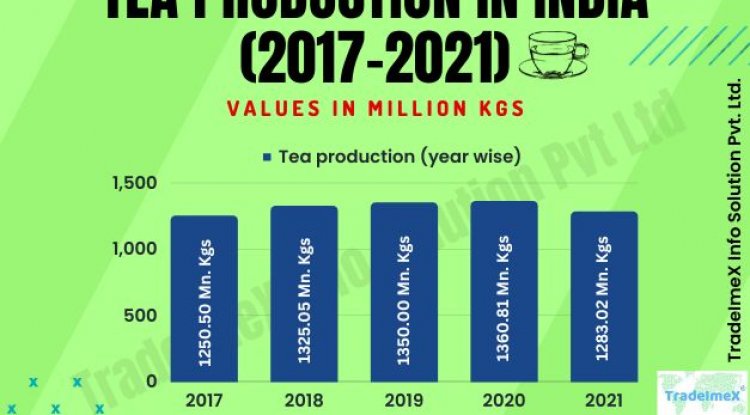 TEA PRODUCTION IN INDIA
(2017-2021)
VALUES IN MILLION KGS
Tea production (year wise)
1,500
1,000
500
0
1250.50 Mn. Kgs
1325.05 Mn. Kgs
1350.00 Mn. Kgs
1360.81 Mn. Kgs
1283.02 Mn. Kgs
2017 2018 2019 2020 2021
TradeImeX Info Solution Pvt. Ltd.
TradeImeX Info Solution Pvt Ltd
TradeImeX